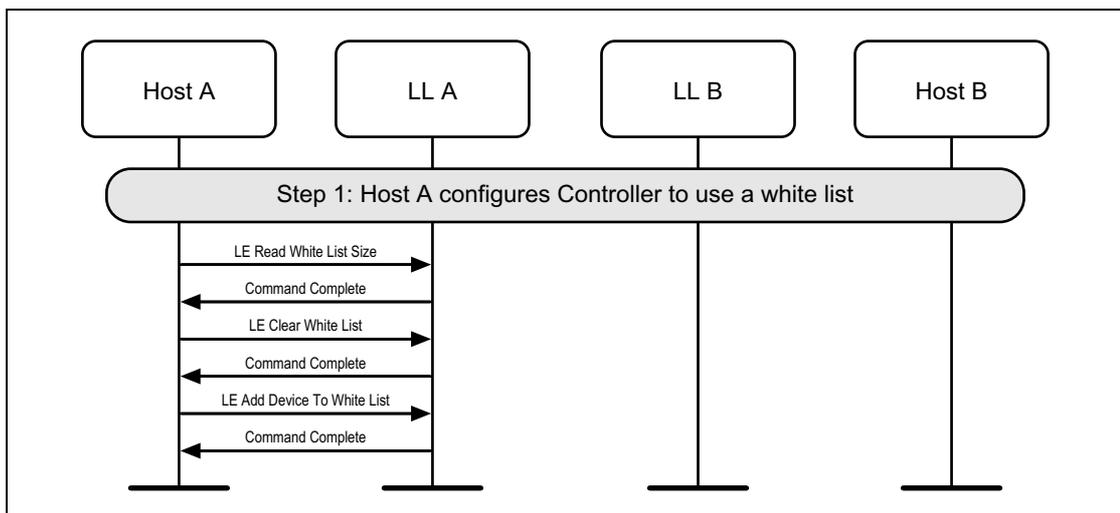 Host A
LL A
LL B
Host B
Step 1: Host A configures Controller to use a white list
LE Read White List Size
Command Complete
LE Clear White List
Command Complete
LE Add Device To White List
Command Complete